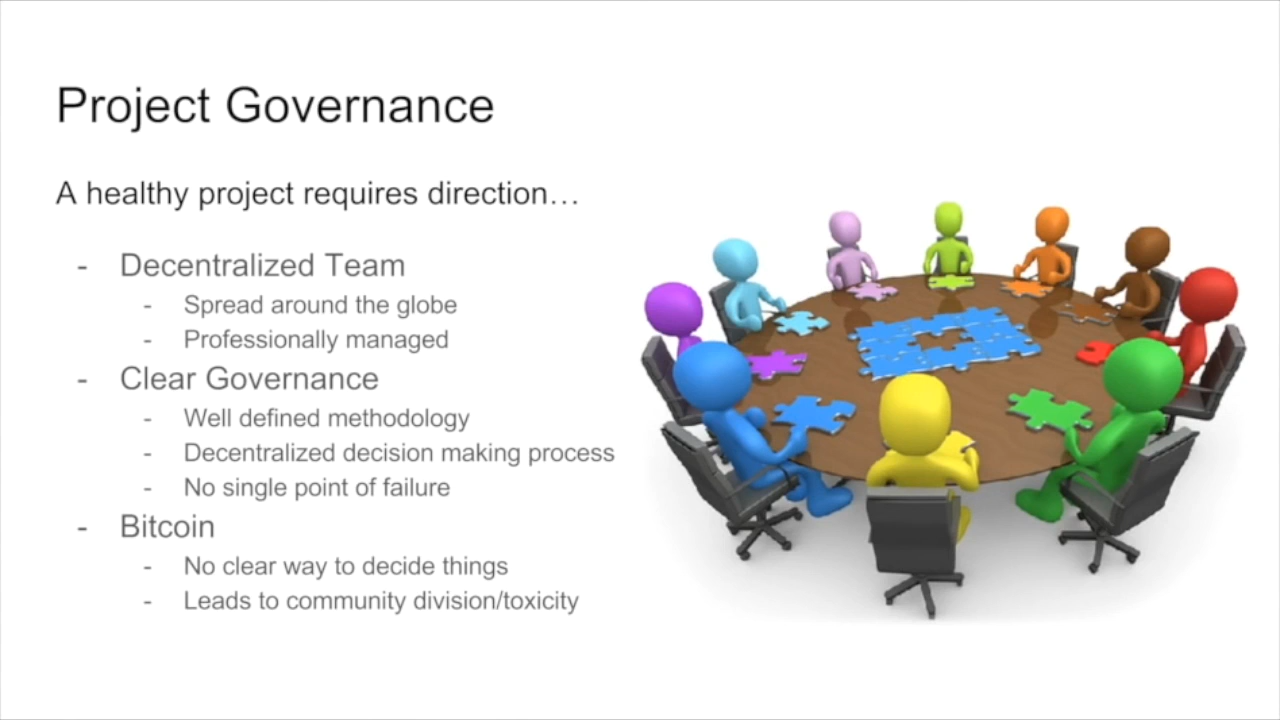 Project Governance
A healthy project requires direction…
- Decentralized Team
- Spread around the globe
- Professionally managed
- Clear Governance
- Well defined methodology
- Decentralized decision making process
- No single point of failure
- Bitcoin
- No clear way to decide things
- Leads to community division/toxicity